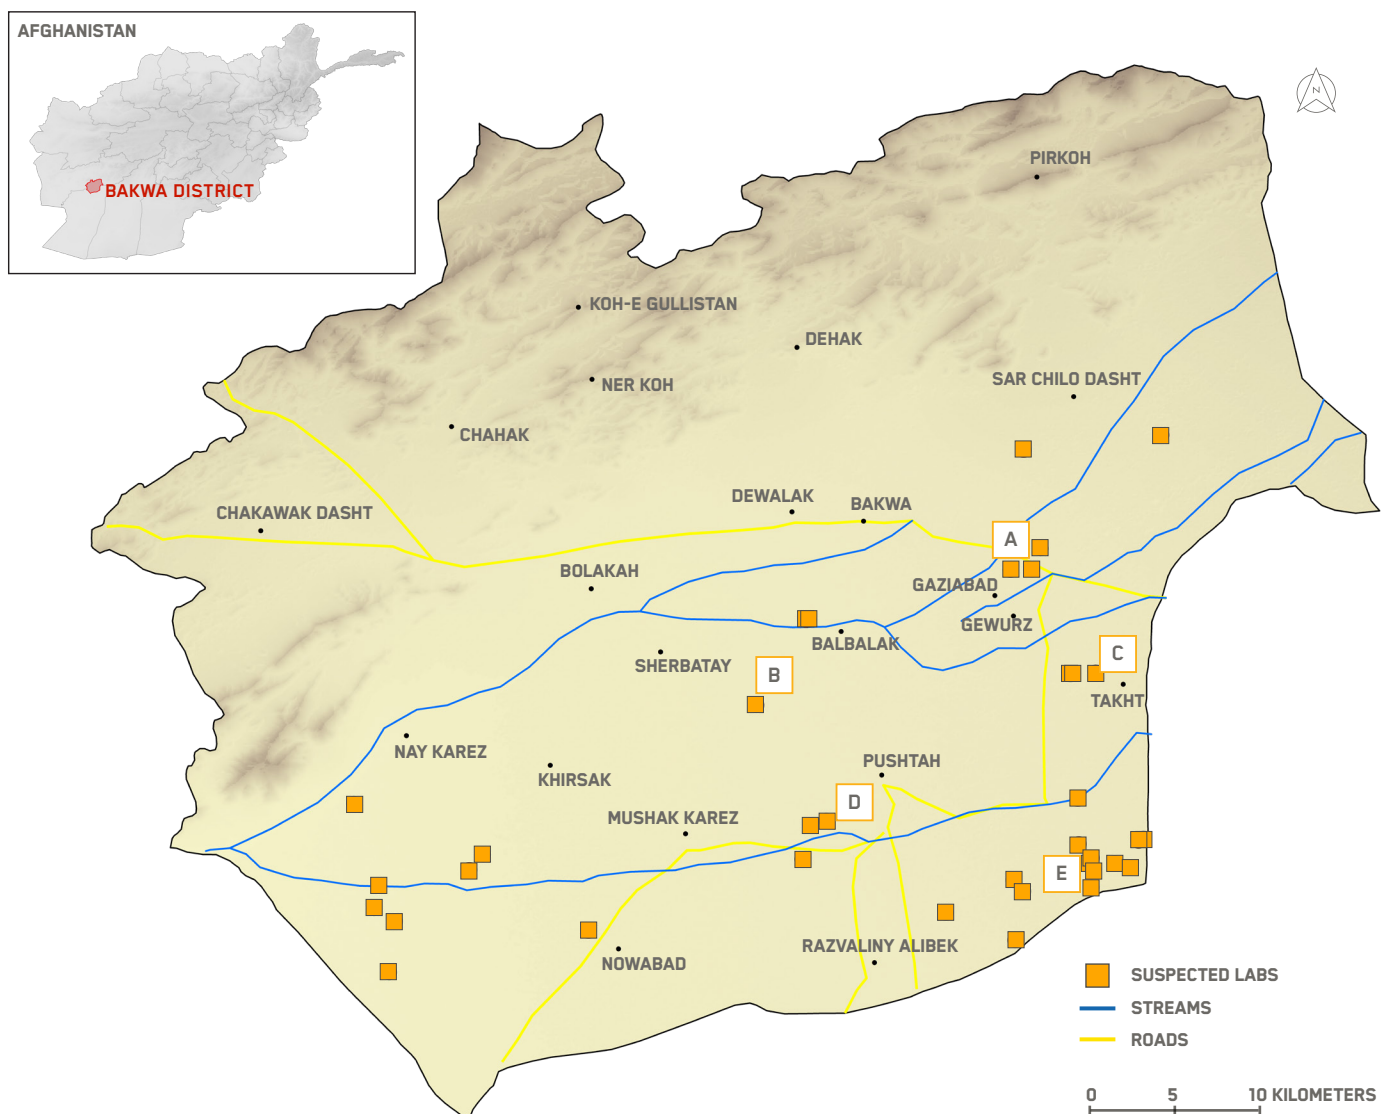 AFGHANISTAN
BAKWA DISTRICT
N
PIRKOH
KOH-E GULLISTAN
DEHAK
NER KOH
SAR CHILO DASHT
CHAHAK
DEWALAK
BAKWA
CHAKAWAK DASHT
A
BOLAKAH
GAZIABAD
GEWURZ
BALBALAK
SHERBATAY
C
B
TAKHT
NAY KAREZ
PUSHTAH
KHIRSAK
D
MUSHAK KAREZ
E
RAZVALINY ALIBEK
NOWABAD
SUSPECTED LABS
STREAMS
ROADS
0 5 10 KILOMETERS